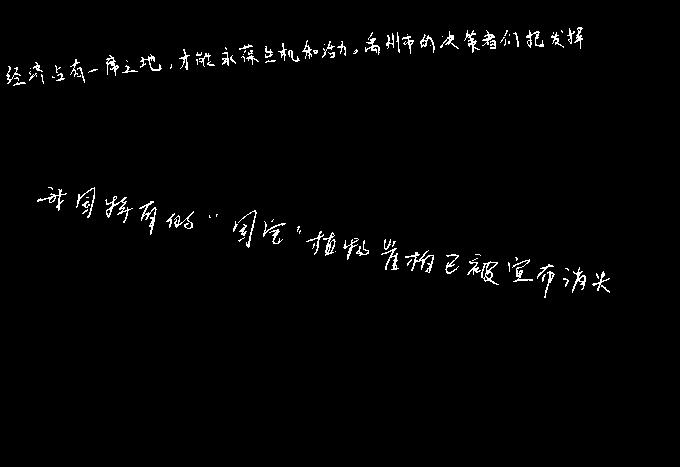 经济占有一席之地，才能永葆生机和活力。禹州市的决策者们把发挥
我国特有的“国宝”植物崖柏已被宣布消失